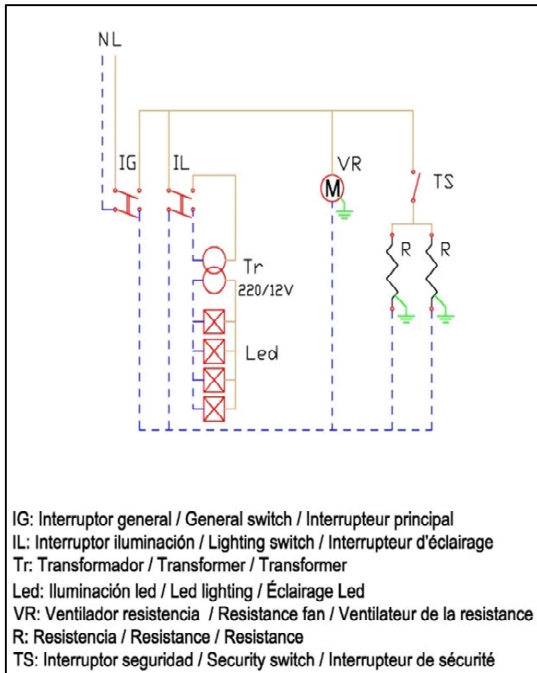 NL
IG
IL
VR
M
TS
R
R
Tr
220/12V
Led
IG: Interruptor general / General switch / Interrupteur principal
IL: Interruptor iluminación / Lighting switch / Interrupteur d'éclairage
Tr: Transformador / Transformer / Transformer
Led: Iluminación led / Led lighting / Éclairage Led
VR: Ventilador resistencia / Resistance fan / Ventilateur de la resistance
R: Resistencia / Resistance / Resistance
TS: Interruptor seguridad / Security switch / Interrupteur de sécurité